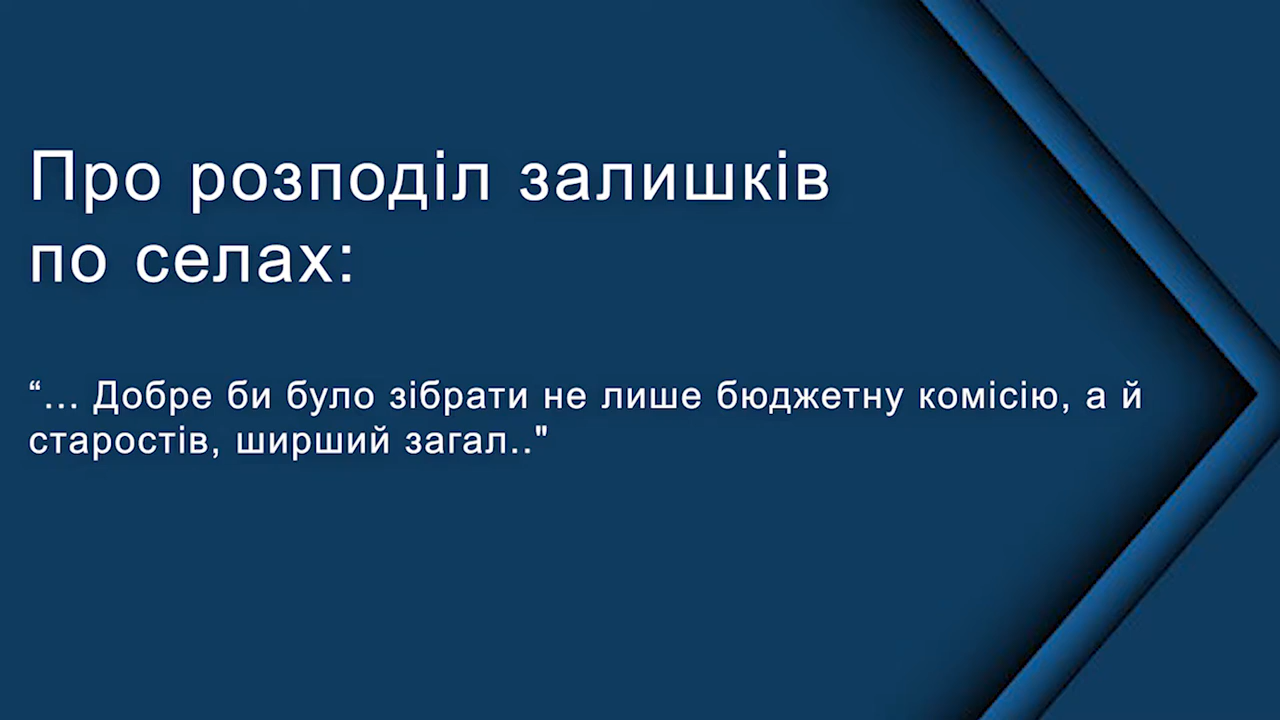 Про розподіл залишків
по селах:
“... Добре би було зібрати не лише бюджетну комісію, а й
старостів, ширший загал.."